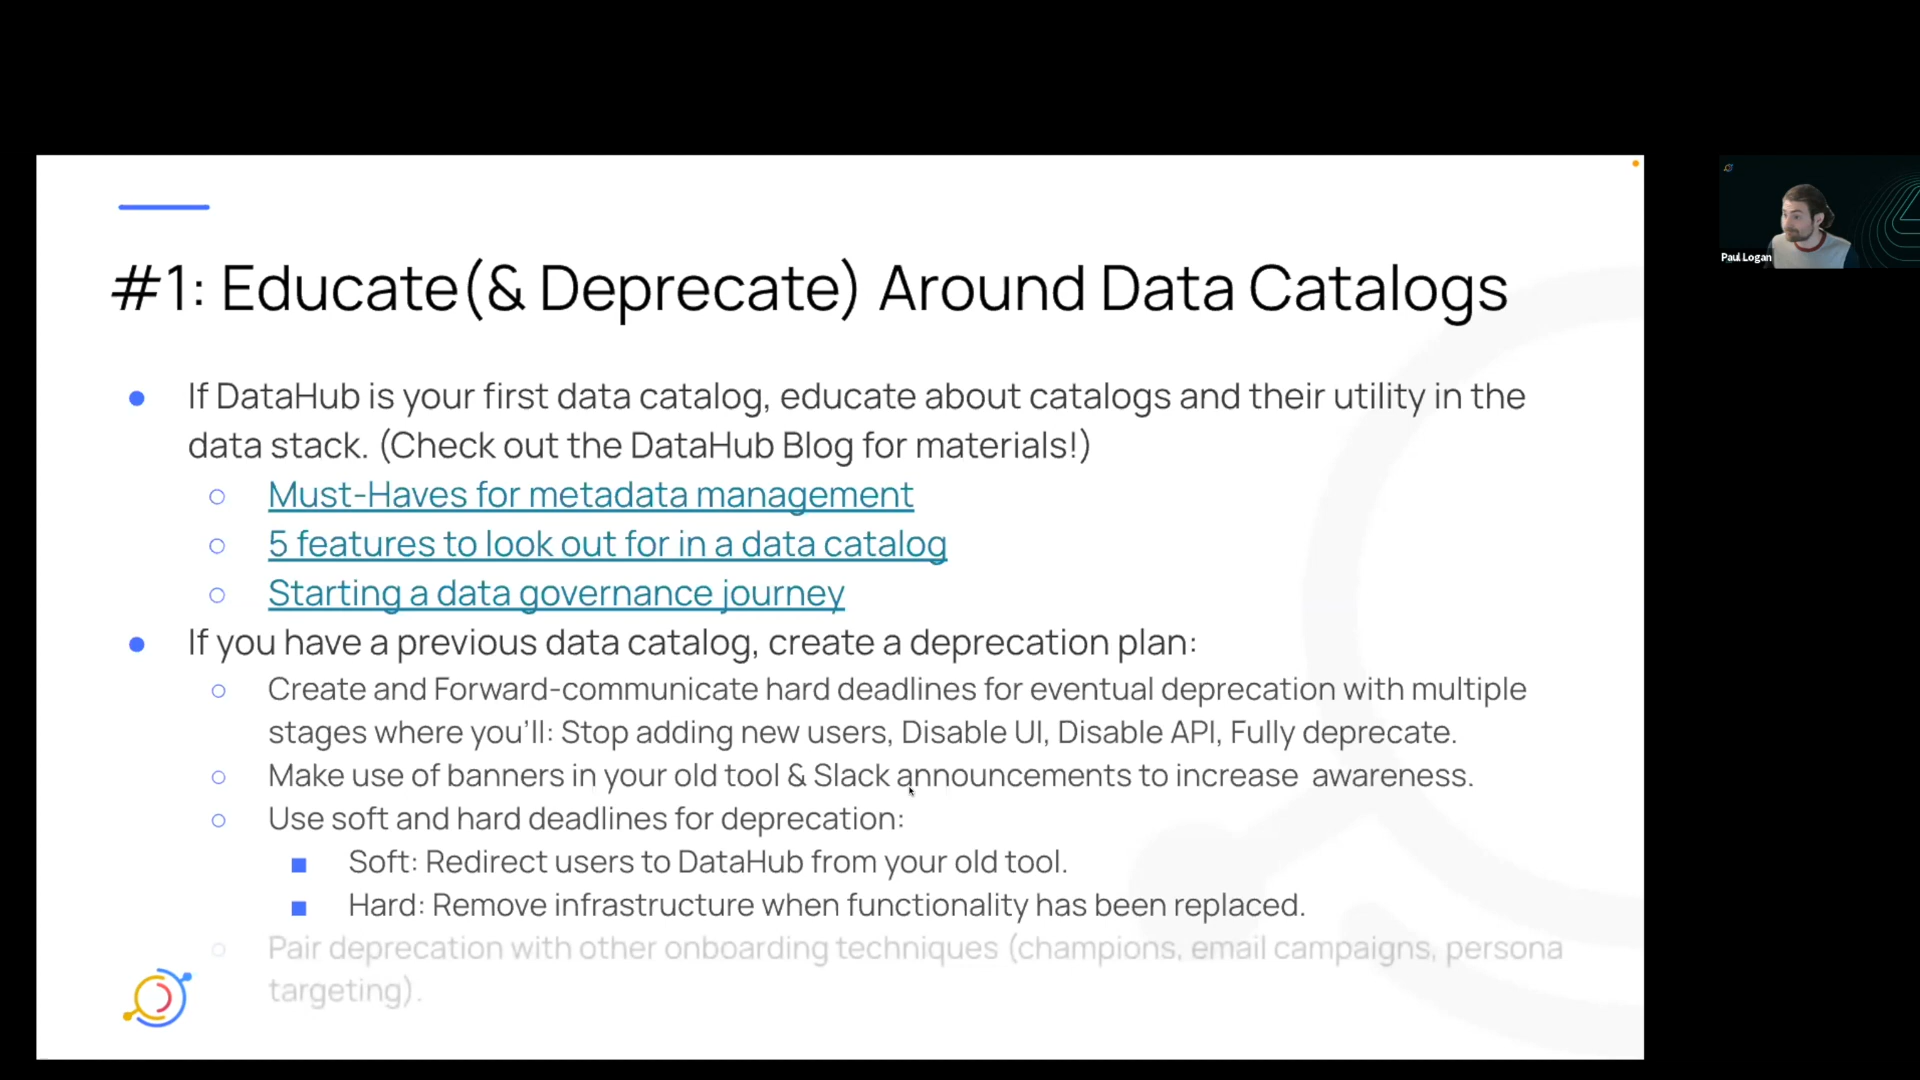 #1: Educate(& Deprecate) Around Data Catalogs
If DataHub is your first data catalog, educate about catalogs and their utility in the
data stack. (Check out the DataHub Blog for materials!)
Must-Haves for metadata management
5 features to look out for in a data catalog
Starting a data governance journey
If you have a previous data catalog, create a deprecation plan:
Create and Forward-communicate hard deadlines for eventual deprecation with multiple
stages where you'll: Stop adding new users, Disable UI, Disable API, Fully deprecate.
Make use of banners in your old tool & Slack announcements to increase awareness.
Use soft and hard deadlines for deprecation:
Soft: Redirect users to DataHub from your old tool.
Hard: Remove infrastructure when functionality has been replaced.
Pair deprecation with other onboarding techniques (champions, email campaigns, persona
targeting).
Paul Logan